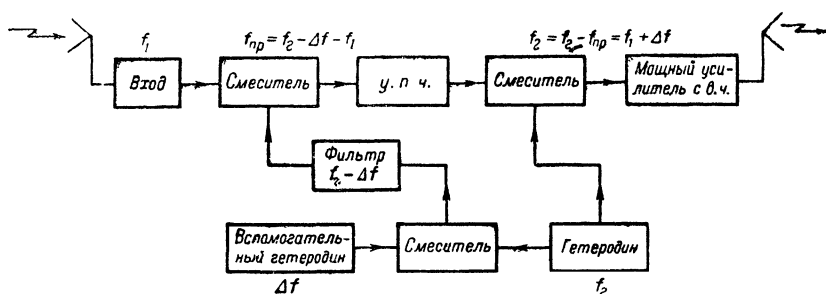 f₁
fпр = f₂ − Δf − f₁
f₂ = f₂ − fпр = f₁ + Δf
Вход
Смеситель
у. п ч.
Смеситель
Мощный уси-
литель с в.ч.
Фильтр
f₂ − Δf
Вспомогатель-
ный гетеродин
Смеситель
Гетеродин
Δf
f₂